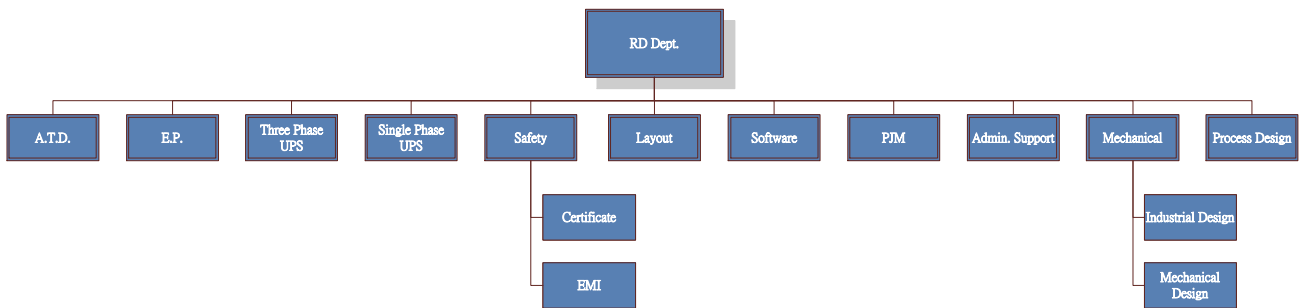 RD Dept.
A.T.D.
E.P.
Three Phase
UPS
Single Phase
UPS
Safety
Layout
Software
PJM
Admin. Support
Mechanical
Process Design
Certificate
EMI
Industrial Design
Mechanical
Design